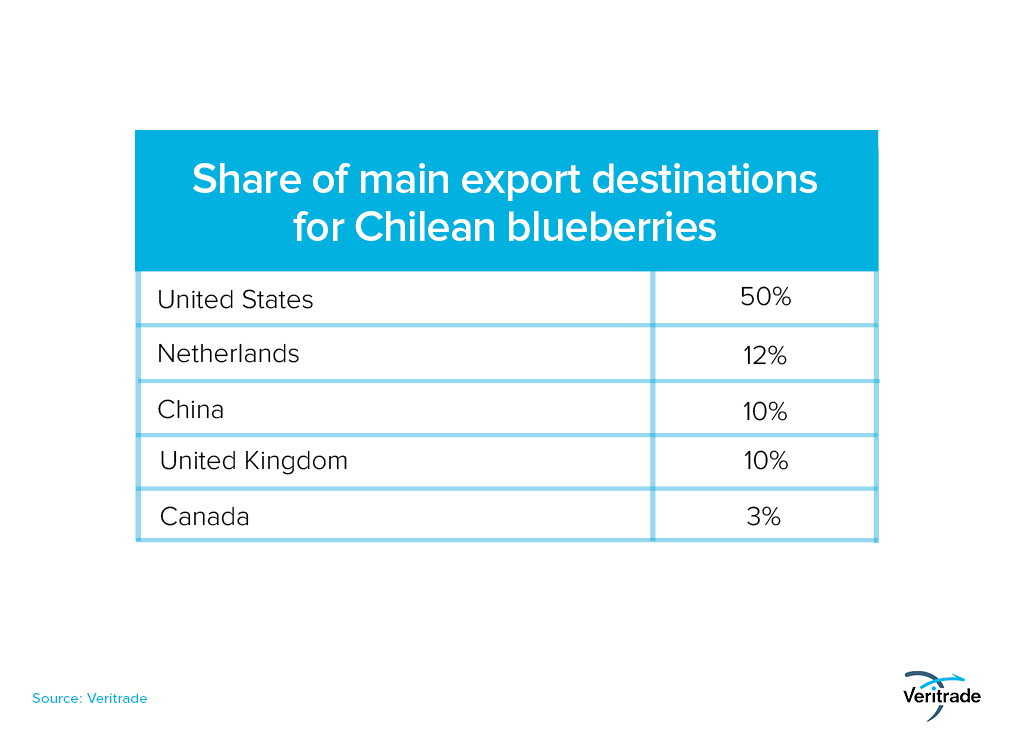 Share of main export destinations
for Chilean blueberries
United States 50%
Netherlands 12%
China 10%
United Kingdom 10%
Canada 3%
Source: Veritrade
Veritrade